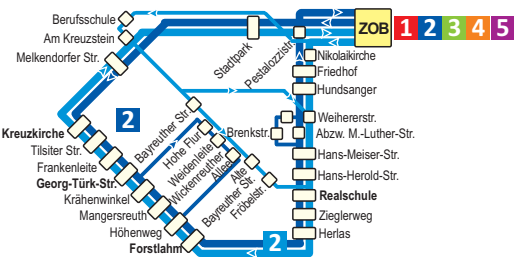 Berufsschule
Am Kreuzstein
Melkendorfer Str.
Stadtpark
Pestalozzistr.
ZOB 1 2 3 4 5
Nikolaikirche
Friedhof
Hundsanger
Weihererstr.
Brenkstr.
Abzw. M.-Luther-Str.
Hans-Meiser-Str.
Hans-Herold-Str.
Realschule
Zieglerweg
Herlas
2
Bayreuther Str.
Hohe Flur
Weidenleite
Wickenreuther
Allee
Alte
Bayreuther Str.
Fröbelstr.
Kreuzkirche
Tilsiter Str.
Frankenleite
Georg-Türk-Str.
Krähenwinkel
Mangersreuth
Höhenweg
Forstlahm
2